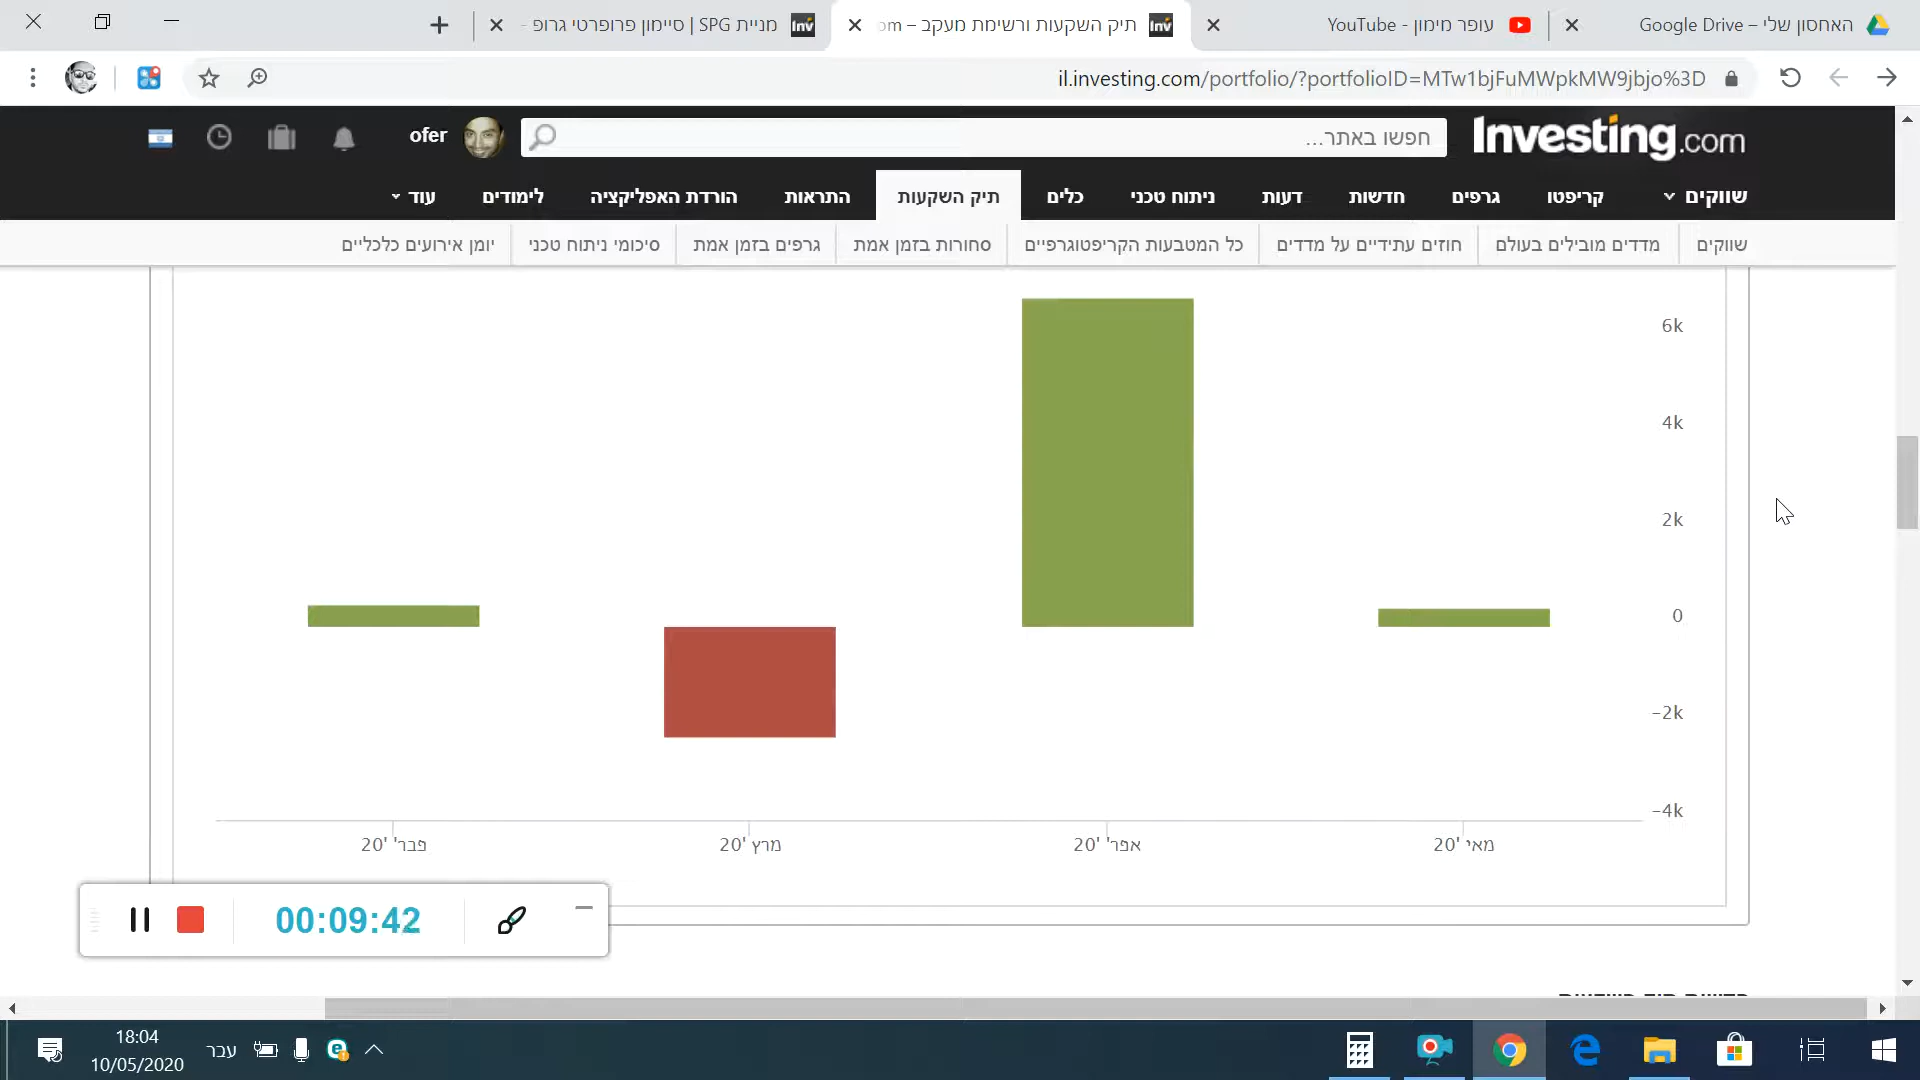 האחסון שלי – Google Drive
עופר מימון - YouTube
תיק השקעות ורשימת מעקב – om
מניית SPG | סיימון פרופרטי גרופ -
il.investing.com/portfolio/?portfolioID=MTw1bjFuMWpkMW9jbjo%3D
Investing.com
חפשו באתר...
ofer
שווקים
קריפטו
גרפים
חדשות
דעות
ניתוח טכני
כלים
תיק השקעות
התראות
הורדת האפליקציה
לימודים
עוד
שווקים
מדדים מובילים בעולם
חוזים עתידיים על מדדים
כל המטבעות הקריפטוגרפיים
סחורות בזמן אמת
גרפים בזמן אמת
סיכומי ניתוח טכני
יומן אירועים כלכליים
6k
4k
2k
0
-2k
-4k
פבר' '20
מרץ '20
אפר' '20
מאי '20
00:09:42
18:04
10/05/2020
עבר